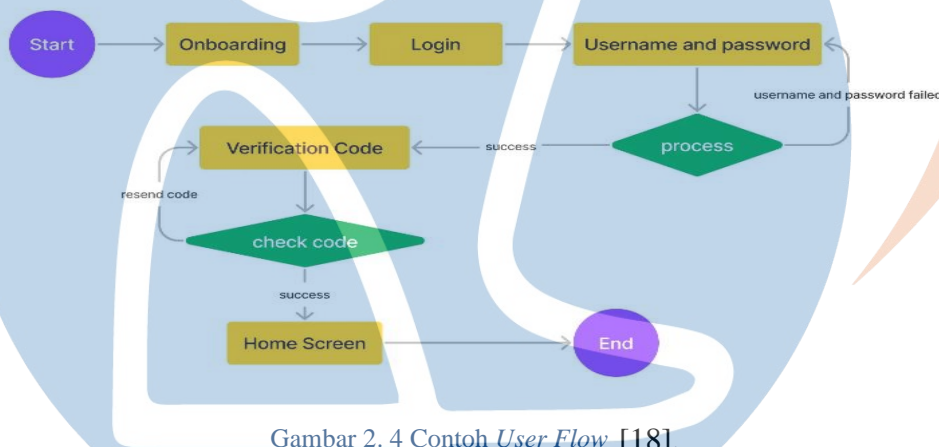 Start
Onboarding
Login
Username and password
username and password failed
process
success
Verification Code
resend code
check code
success
Home Screen
End
Gambar 2. 4 Contoh User Flow [18]